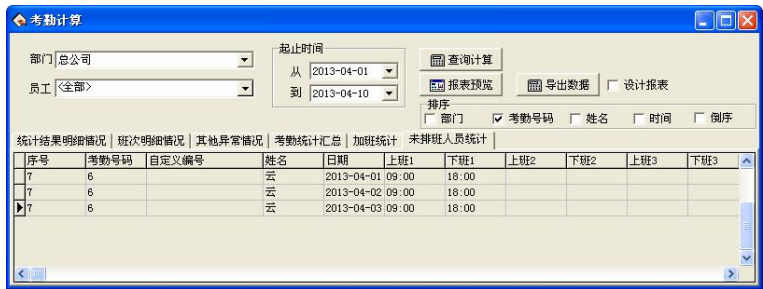 考勤计算
部门 总公司
员工 <全部>
起止时间
从 2013-04-01
到 2013-04-10
查询计算
报表预览 导出数据 设计报表
排序
部门 考勤号码 姓名 时间 倒序
统计结果明细情况 班次明细情况 其他异常情况 考勤统计汇总 加班统计 未排班人员统计
序号 考勤号码 自定义编号 姓名 日期 上班1 下班1 上班2 下班2 上班3 下班3
7 6 云 2013-04-01 09:00 18:00
7 6 云 2013-04-02 09:00 18:00
7 6 云 2013-04-03 09:00 18:00